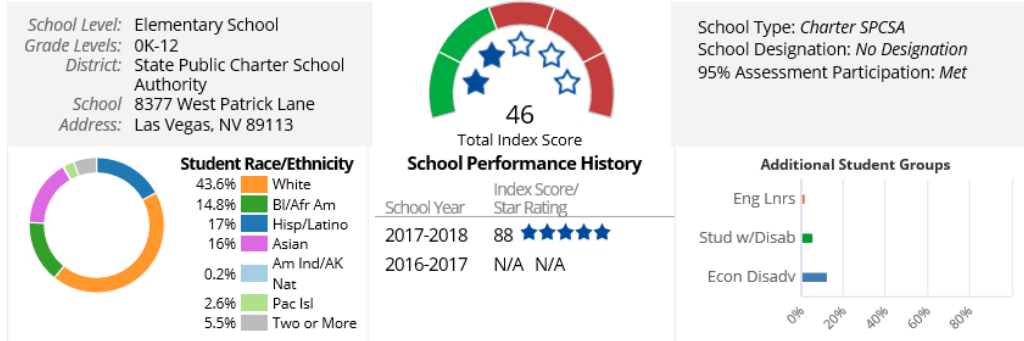 School Level: Elementary School
Grade Levels: 0K-12
District: State Public Charter School
Authority
School 8377 West Patrick Lane
Address: Las Vegas, NV 89113
46
Total Index Score
School Type: Charter SPCSA
School Designation: No Designation
95% Assessment Participation: Met
Student Race/Ethnicity
43.6% White
14.8% Bl/Afr Am
17% Hisp/Latino
16% Asian
0.2% Am Ind/AK
Nat
2.6% Pac Isl
5.5% Two or More
School Performance History
Index Score/
School Year Star Rating
2017-2018 88
2016-2017 N/A N/A
Additional Student Groups
Eng Lnrs
Stud w/Disab
Econ Disadv
0% 20% 40% 60% 80%